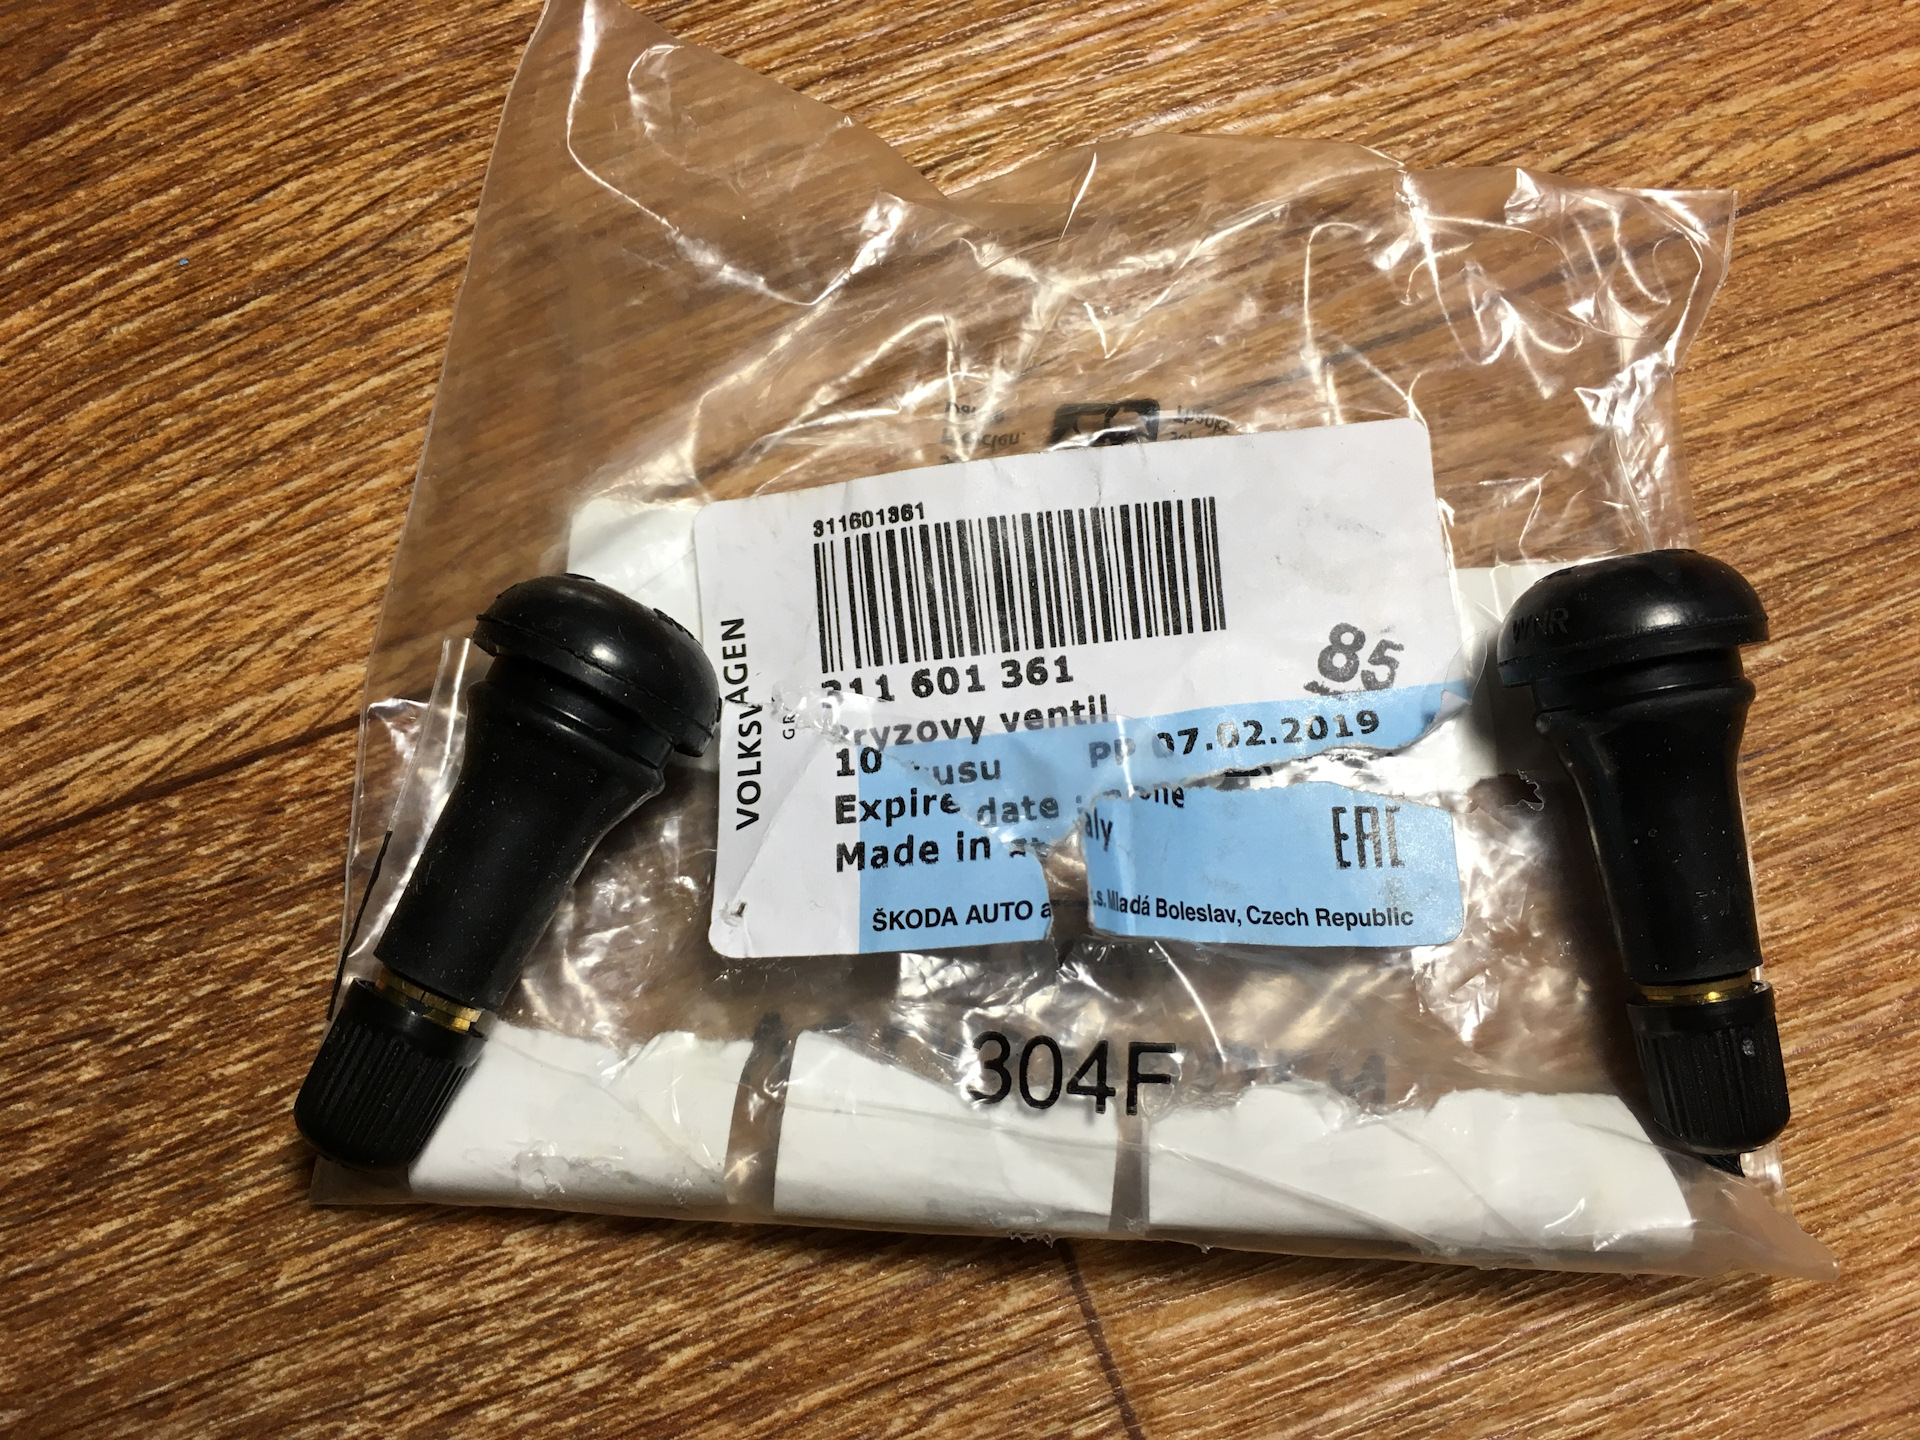 311601361
VOLKSWAGEN
85
311 601 361
ventil
10 PP 07.02.2019
Expire date
Made in
EAC
ŠKODA AUTO a.s. Mladá Boleslav, Czech Republic
304F
WNR